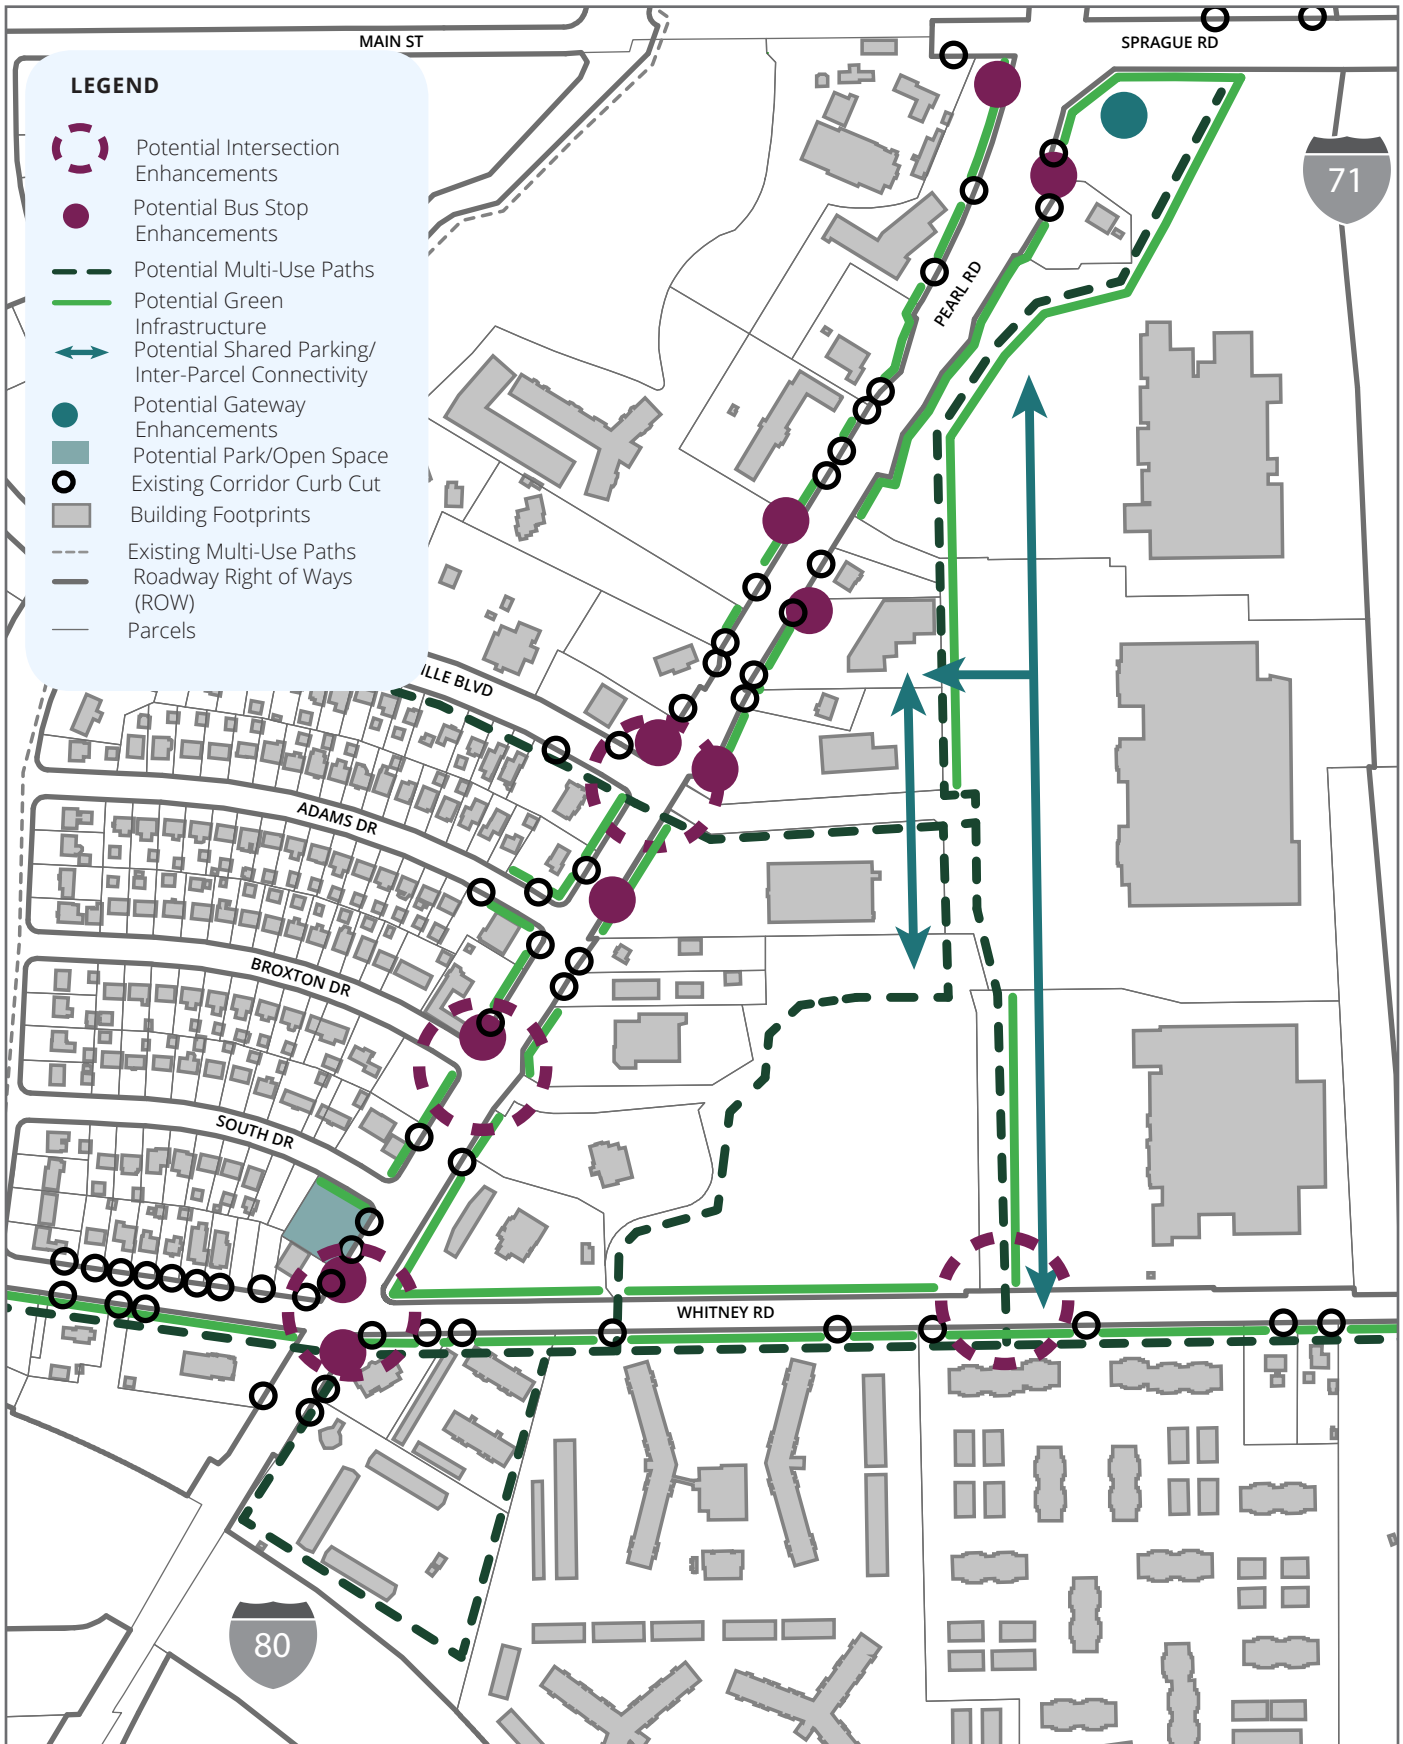 MAIN ST
SPRAGUE RD
LEGEND
Potential Intersection
Enhancements
Potential Bus Stop
Enhancements
Potential Multi-Use Paths
Potential Green
Infrastructure
Potential Shared Parking/
Inter-Parcel Connectivity
Potential Gateway
Enhancements
Potential Park/Open Space
Existing Corridor Curb Cut
Building Footprints
Existing Multi-Use Paths
Roadway Right of Ways
(ROW)
Parcels
71
PEARL RD
ILLE BLVD
ADAMS DR
BROXTON DR
SOUTH DR
WHITNEY RD
80